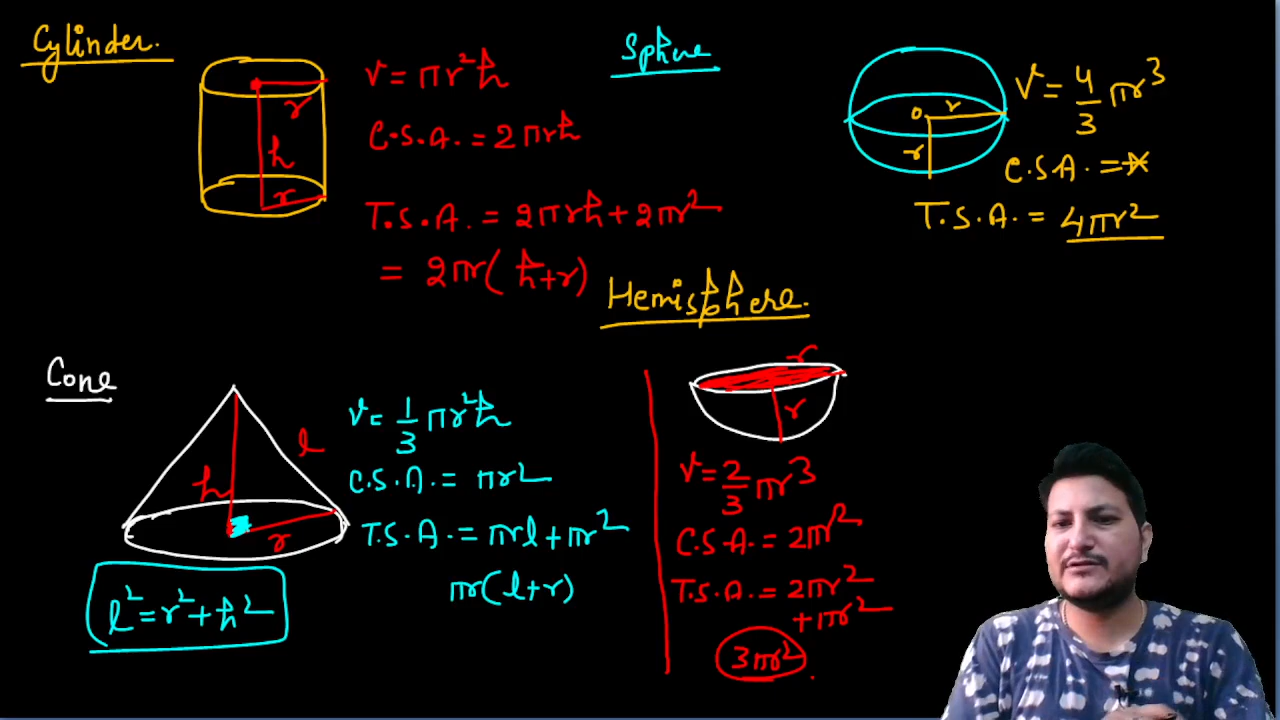 Cylinder.
r
h
r
V = πr²h
C.S.A. = 2πrh
T.S.A. = 2πrh + 2πr²
= 2πr(h+r)
Sphere
o r
r
V = 4/3 πr³
C.S.A. = ×
T.S.A. = 4πr²
Cone
l
h
r
l² = r² + h²
V = 1/3 πr²h
C.S.A. = πr2
T.S.A. = πrl + πr²
πr(l+r)
Hemisphere.
r
r
V = 2/3 πr³
C.S.A. = 2πr²
T.S.A. = 2πr²
+ πr²
3πr²